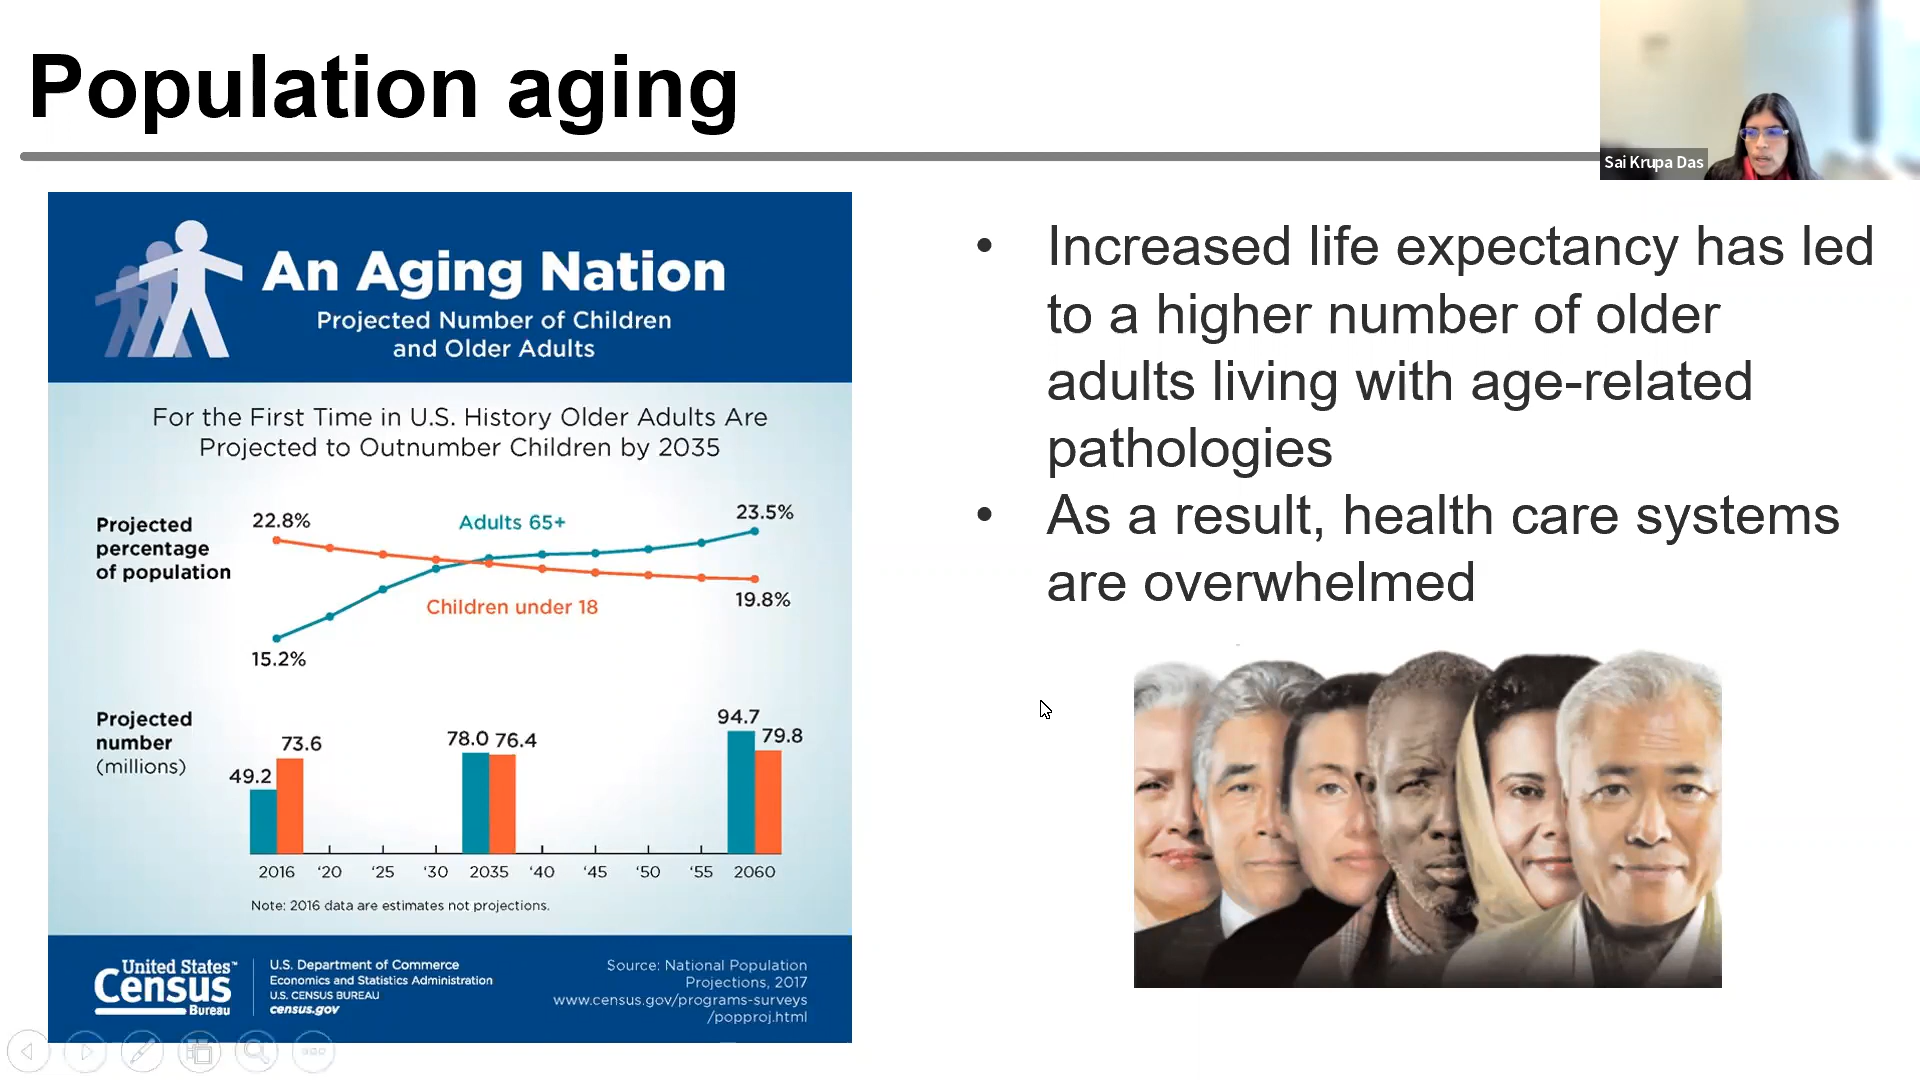 Population aging
Sai Krupa Das
An Aging Nation
Projected Number of Children
and Older Adults
For the First Time in U.S. History Older Adults Are
Projected to Outnumber Children by 2035
Projected
percentage
of population
22.8%
Adults 65+
23.5%
Children under 18
19.8%
15.2%
Projected
number
(millions)
49.2
73.6
78.0
76.4
94.7
79.8
2016 ‘20 ‘25 ‘30 2035 ‘40 ‘45 ‘50 ‘55 2060
Note: 2016 data are estimates not projections.
United States™
Census
Bureau
U.S. Department of Commerce
Economics and Statistics Administration
U.S. CENSUS BUREAU
census.gov
Source: National Population
Projections, 2017
www.census.gov/programs-surveys
/popproj.html
• Increased life expectancy has led
to a higher number of older
adults living with age-related
pathologies
• As a result, health care systems
are overwhelmed